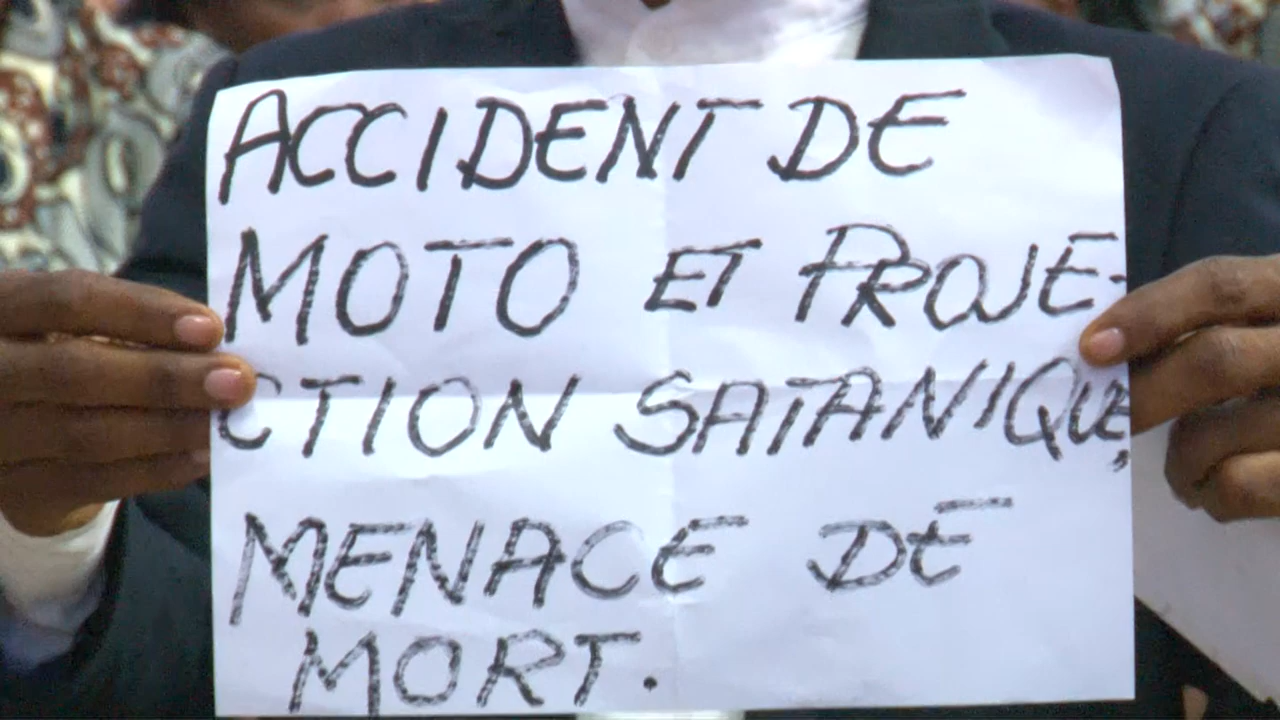 ACCIDENT DE
MOTO ET PROJE-
CTION SATANIQUE,
MENACE DE
MORT.